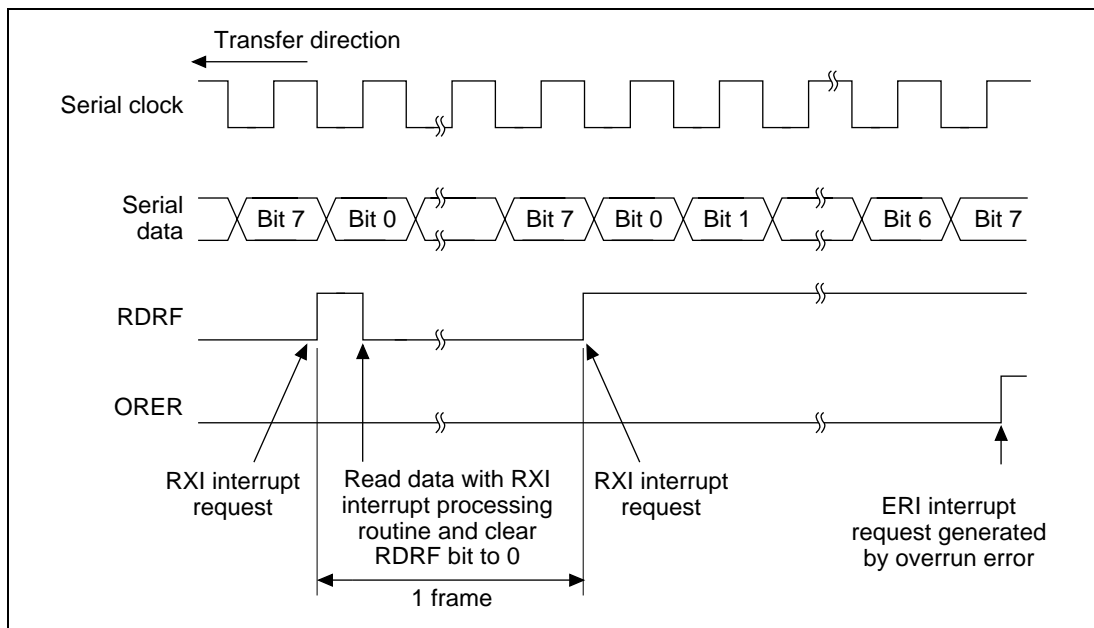 Transfer direction
Serial clock
Serial
data
Bit 7
Bit 0
Bit 7
Bit 0
Bit 1
Bit 6
Bit 7
RDRF
ORER
RXI interrupt
request
Read data with RXI
interrupt processing
routine and clear
RDRF bit to 0
RXI interrupt
request
ERI interrupt
request generated
by overrun error
1 frame